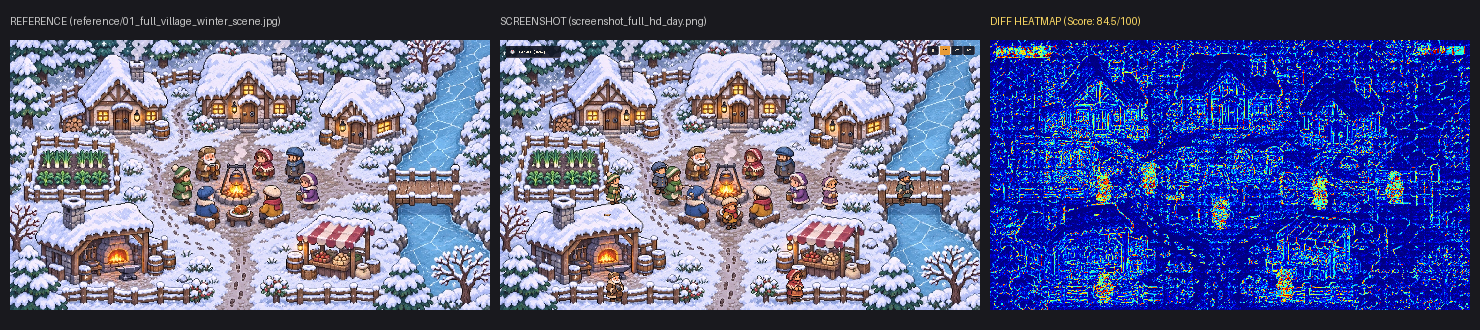 REFERENCE (reference/01_full_village_winter_scene.jpg)
SCREENSHOT (screenshot_full_hd_day.png)
DIFF HEATMAP (Score: 84.5/100)